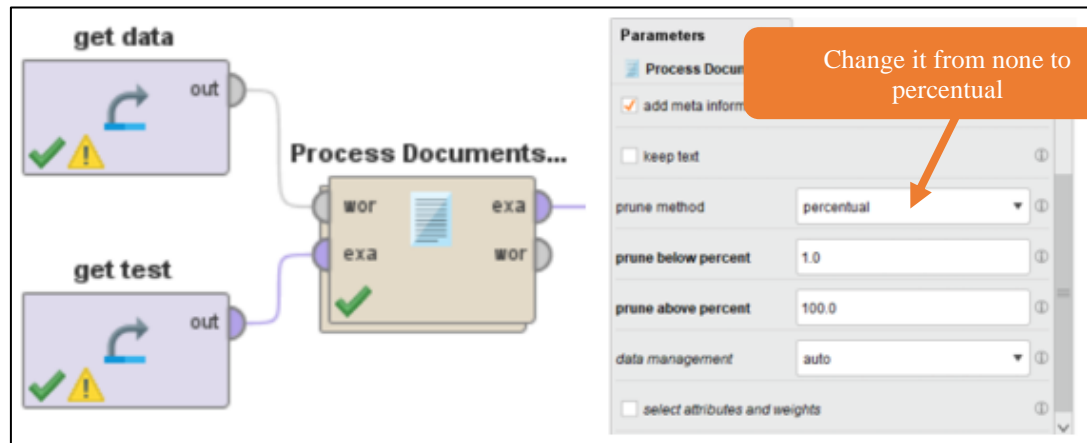 get data
out
Process Documents...
wor
exa
exa
wor
get test
out
Parameters
Process Docum
add meta inform
Change it from none to
percentual
keep text
prune method
percentual
prune below percent
1.0
prune above percent
100.0
data management
auto
select attributes and weights